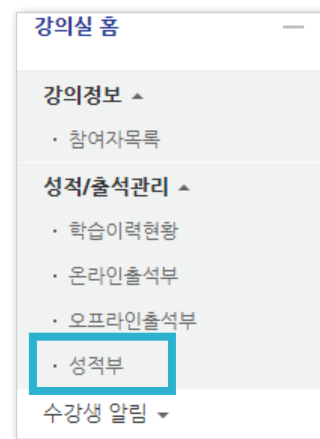 강의실 홈
강의정보
· 참여자목록
성적/출석관리
· 학습이력현황
· 온라인출석부
· 오프라인출석부
· 성적부
수강생 알림